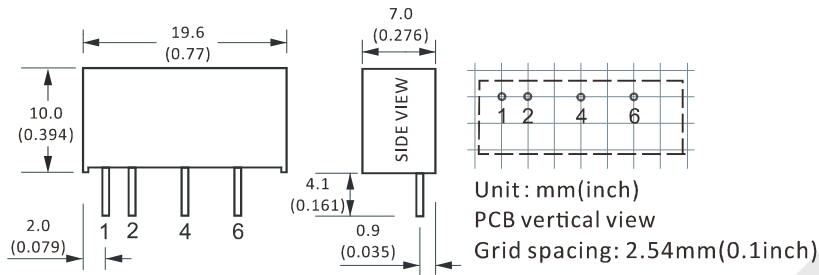 19.6
(0.77)
7.0
(0.276)
10.0
(0.394)
SIDE VIEW
1 2 4 6
4.1
(0.161)
2.0
(0.079)
1 2 4 6
0.9
(0.035)
Unit: mm(inch)
PCB vertical view
Grid spacing: 2.54mm(0.1inch)